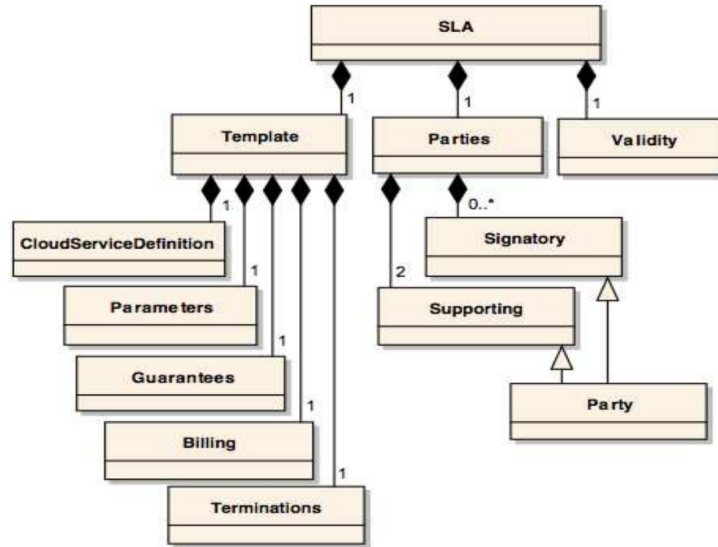 SLA
1
1
1
Template
Parties
Validity
1
0..*
CloudServiceDefinition
Signatory
1
2
Parameters
Supporting
1
Guarantees
Party
1
Billing
1
Terminations